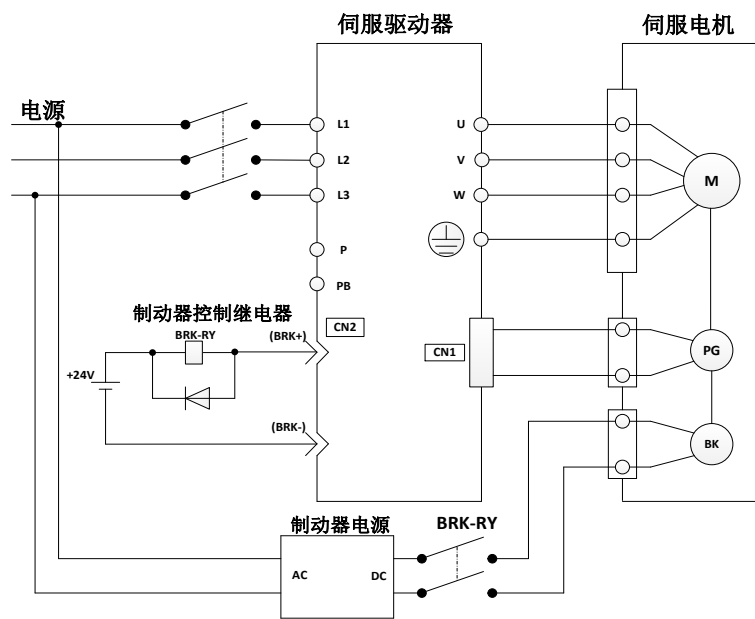 伺服驱动器
伺服电机
电源
L1
U
L2
V
L3
W
M
P
PB
制动器控制继电器
BRK-RY
(BRK+)
CN2
CN1
PG
+24V
(BRK-)
BK
制动器电源
BRK-RY
AC
DC